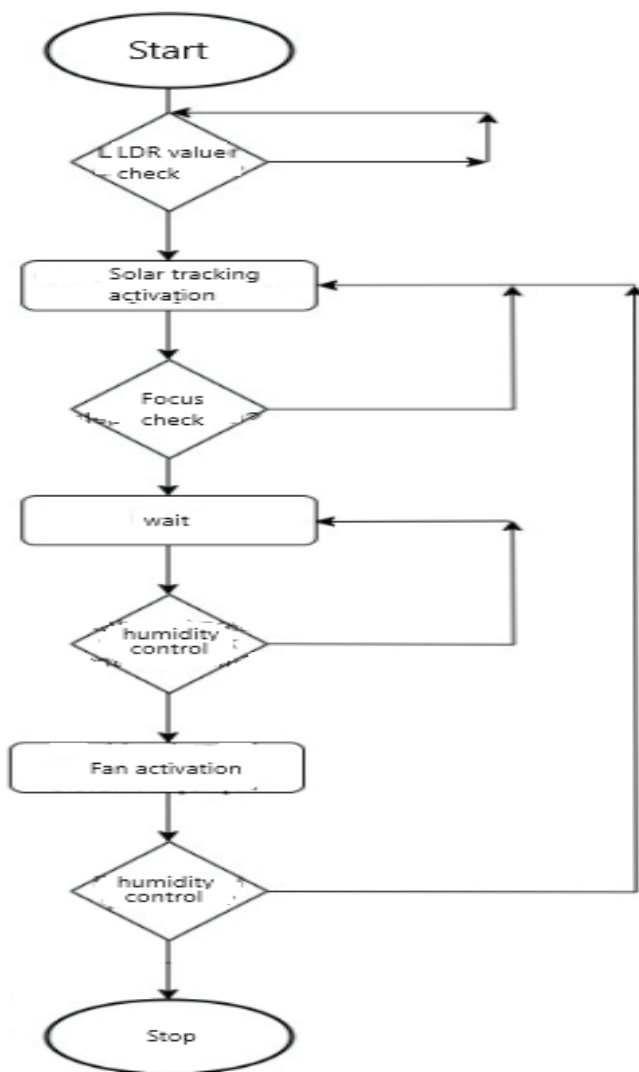 Start
LDR value
check
Solar tracking
activation
Focus
check
wait
humidity
control
Fan activation
humidity
control
Stop